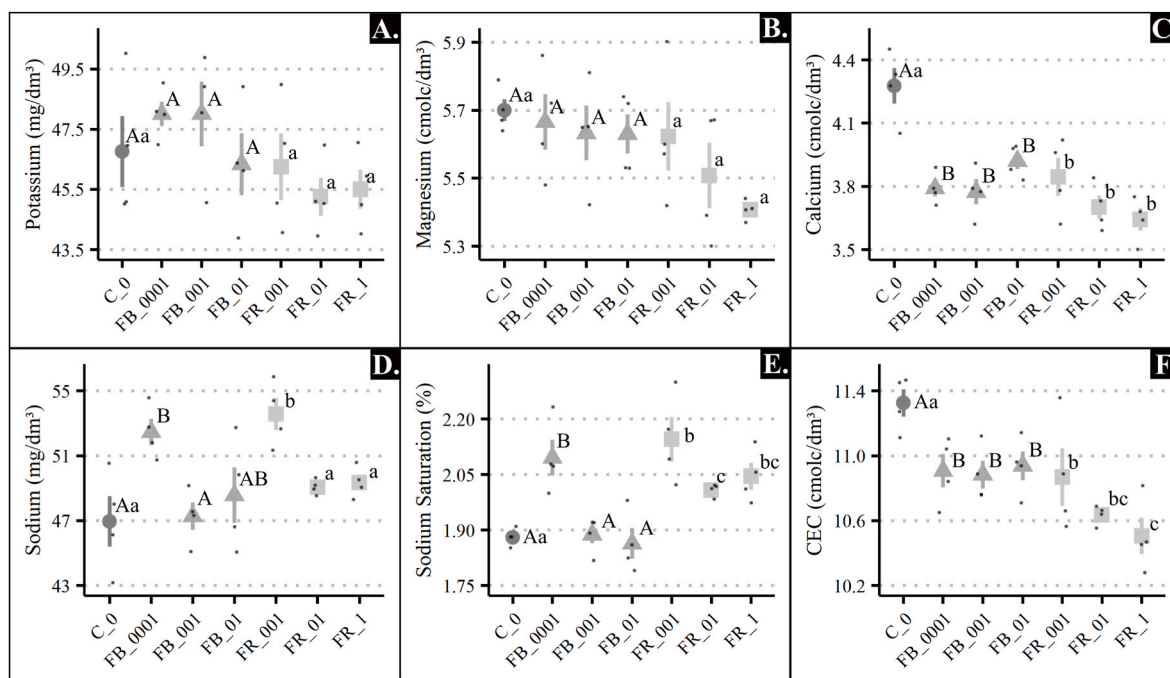 A.
Potassium (mg/dm³)
49.5
47.5
45.5
43.5
Aa
A
A
A
a
a
a
C_0
FB_0001
FB_001
FB_01
FR_001
FR_01
FR_1
B.
Magnesium (cmolc/dm³)
5.9
5.7
5.5
5.3
Aa
A
A
A
a
a
a
C_0
FB_0001
FB_001
FB_01
FR_001
FR_01
FR_1
C
Calcium (cmolc/dm³)
4.4
4.1
3.8
3.5
Aa
B
B
B
b
b
b
C_0
FB_0001
FB_001
FB_01
FR_001
FR_01
FR_1
D.
Sodium (mg/dm³)
55
51
47
43
Aa
B
A
AB
b
a
a
C_0
FB_0001
FB_001
FB_01
FR_001
FR_01
FR_1
E.
Sodium Saturation (%)
2.20
2.05
1.90
1.75
Aa
B
A
A
b
c
bc
C_0
FB_0001
FB_001
FB_01
FR_001
FR_01
FR_1
F.
CEC (cmolc/dm³)
11.4
11.0
10.6
10.2
Aa
B
B
B
b
bc
c
C_0
FB_0001
FB_001
FB_01
FR_001
FR_01
FR_1